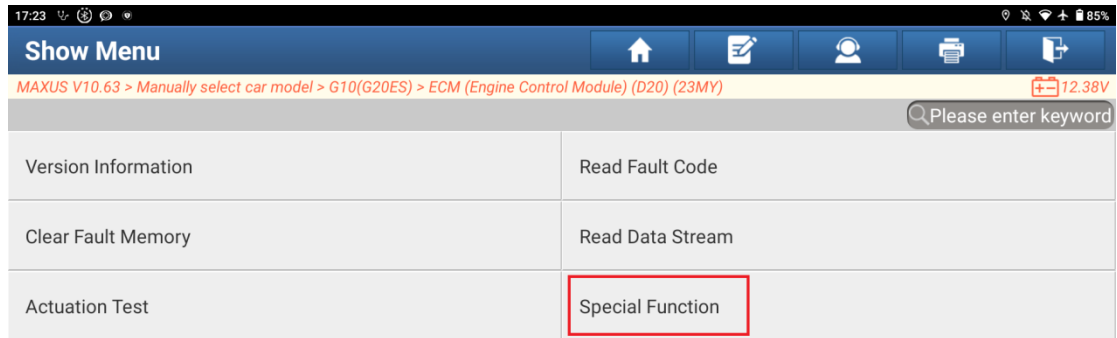 17:23 85%
Show Menu
MAXUS V10.63 > Manually select car model > G10(G20ES) > ECM (Engine Control Module) (D20) (23MY) 12.38V
Please enter keyword
Version Information Read Fault Code
Clear Fault Memory Read Data Stream
Actuation Test Special Function